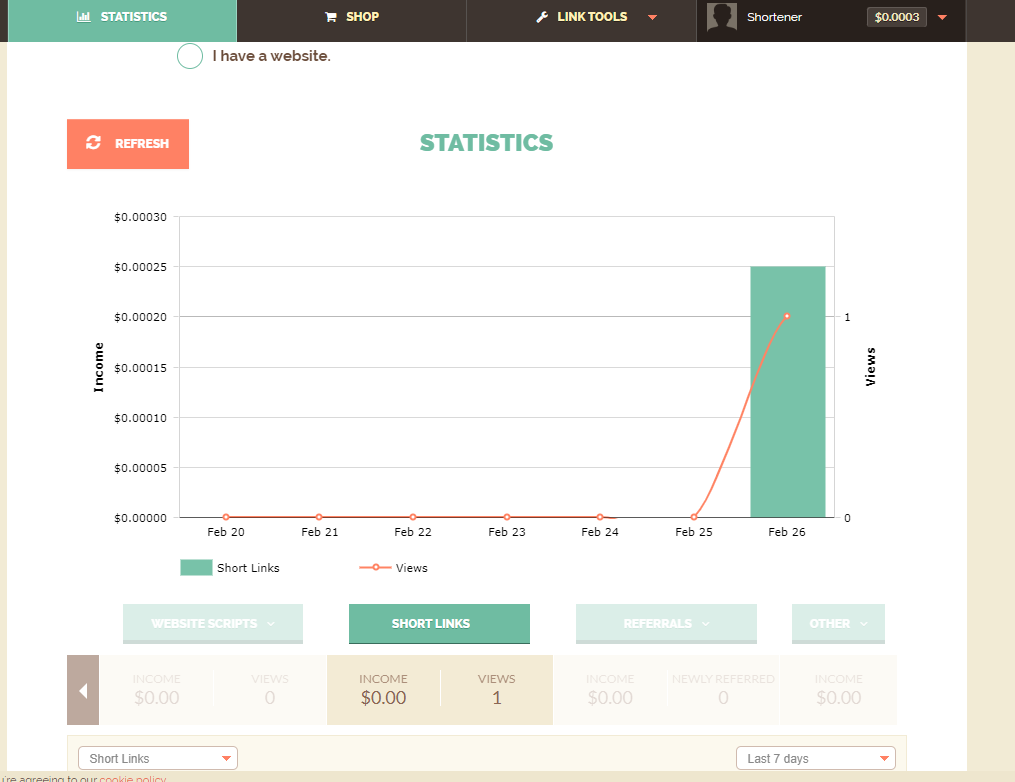 STATISTICS
SHOP
LINK TOOLS
Shortener
$0.0003
I have a website.
REFRESH
STATISTICS
$0.00030
$0.00025
$0.00020
$0.00015
$0.00010
$0.00005
$0.00000
Income
1
0
Views
Feb 20 Feb 21 Feb 22 Feb 23 Feb 24 Feb 25 Feb 26
Short Links Views
WEBSITE SCRIPTS SHORT LINKS REFERRALS OTHER
INCOME VIEWS INCOME VIEWS INCOME NEWLY REFERRED INCOME
$0.00 0 $0.00 1 $0.00 0 $0.00
Short Links Last 7 days
u're agreeing to our cookie policy